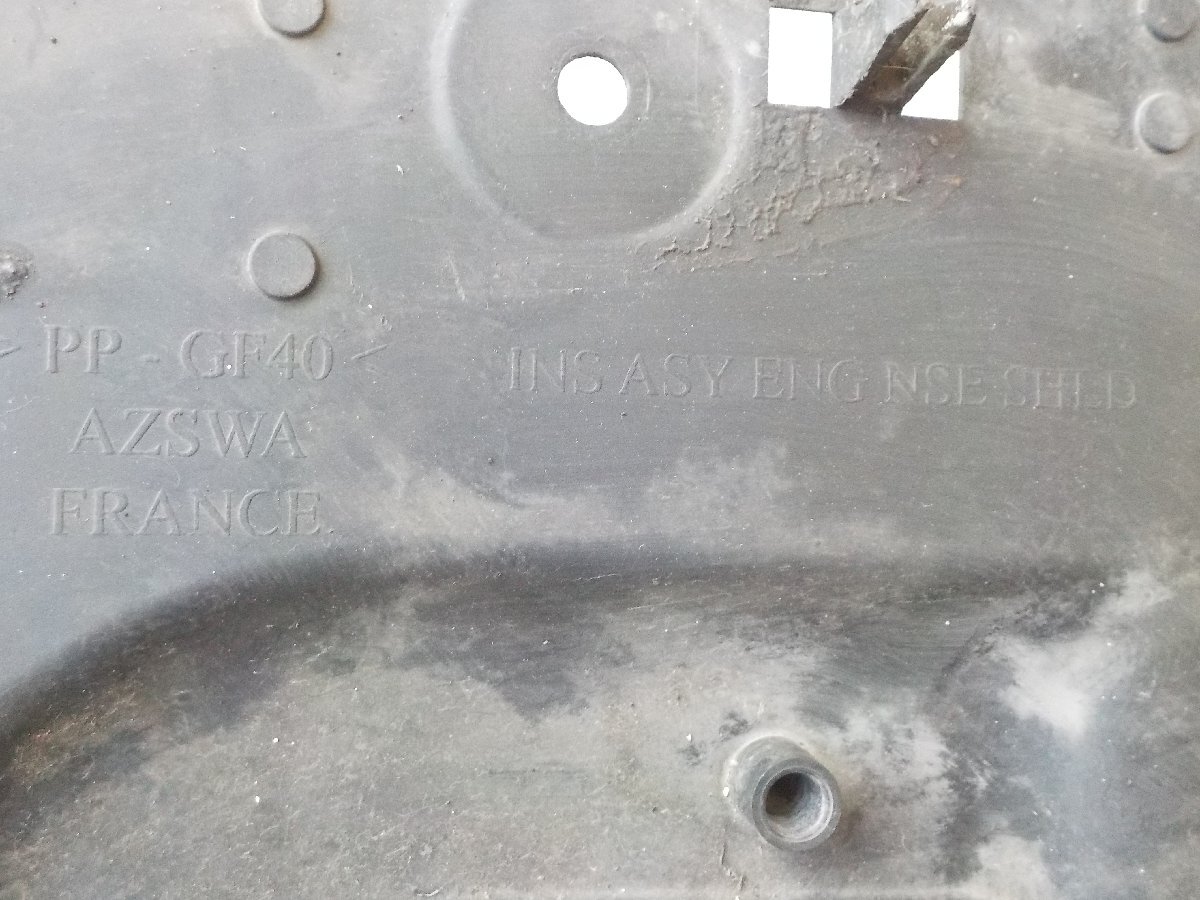 > PP - GF40 <
AZSWA
FRANCE
INS ASY ENG NSE SHLD